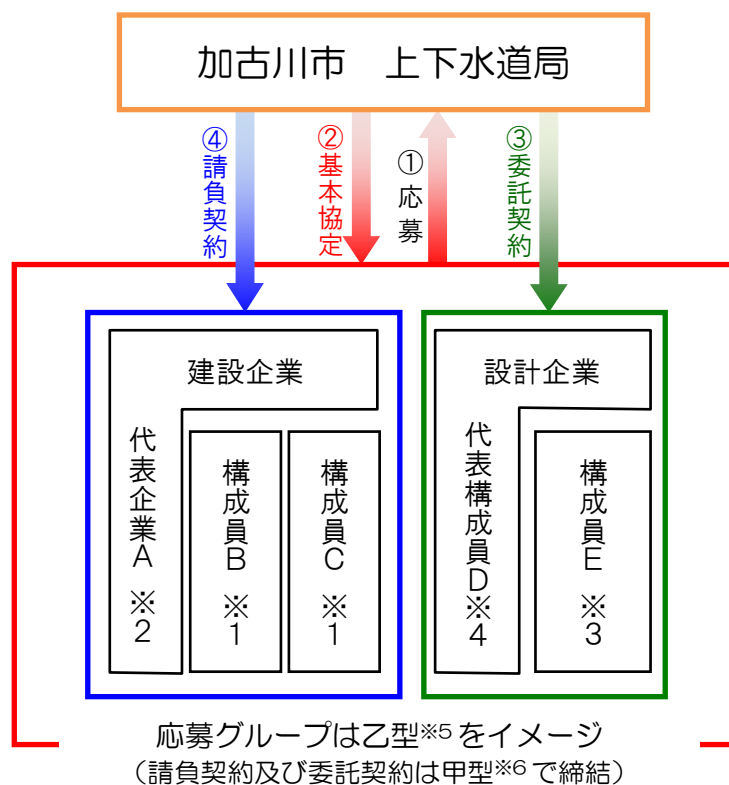 加古川市　上下水道局
④請負契約
②基本協定
①応募
③委託契約
建設企業
代表企業A ※2
構成員B ※1
構成員C ※1
設計企業
代表構成員D※4
構成員E ※3
応募グループは乙型※5をイメージ
（請負契約及び委託契約は甲型※6で締結）